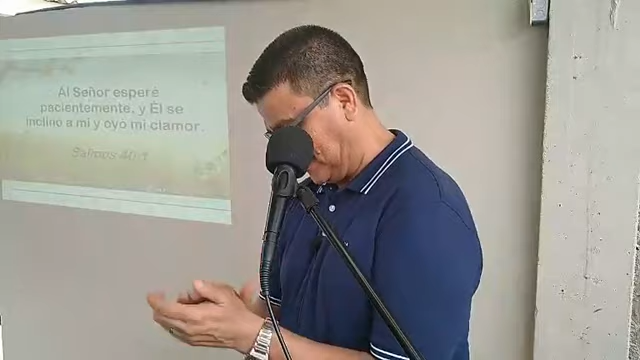 Al Señor esperé
pacientemente, y Él se
inclinó a mí y oyó mi clamor.
Salmos 40:1